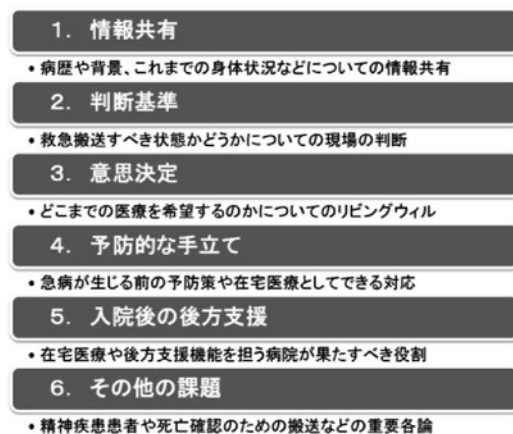 1. 情報共有
・病歴や背景、これまでの身体状況などについての情報共有
2. 判断基準
・救急搬送すべき状態かどうかについての現場の判断
3. 意思決定
・どこまでの医療を希望するのかについてのリビングウィル
4. 予防的な手立て
・急病が生じる前の予防策や在宅医療としてできる対応
5. 入院後の後方支援
・在宅医療や後方支援機能を担う病院が果たすべき役割
6. その他の課題
・精神疾患患者や死亡確認のための搬送などの重要各論